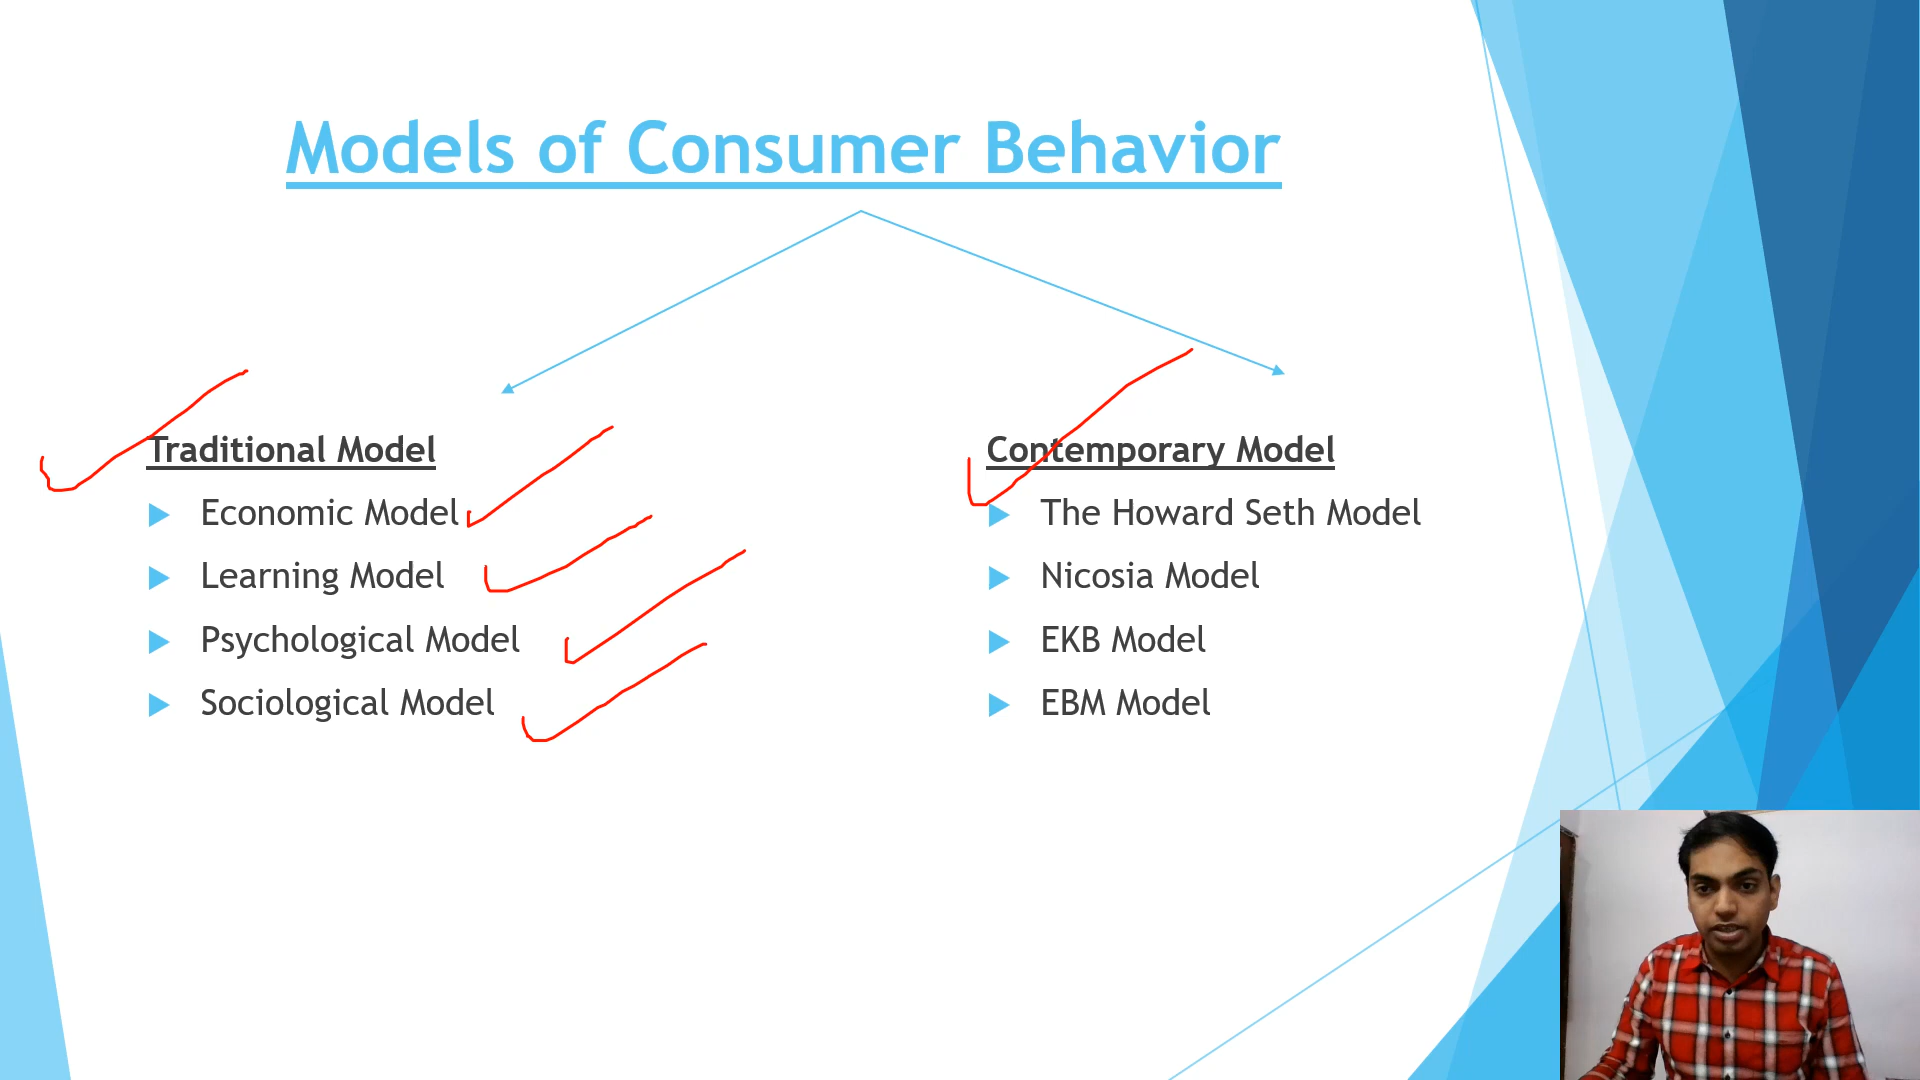 Models of Consumer Behavior
Traditional Model
Economic Model
Learning Model
Psychological Model
Sociological Model
Contemporary Model
The Howard Seth Model
Nicosia Model
EKB Model
EBM Model